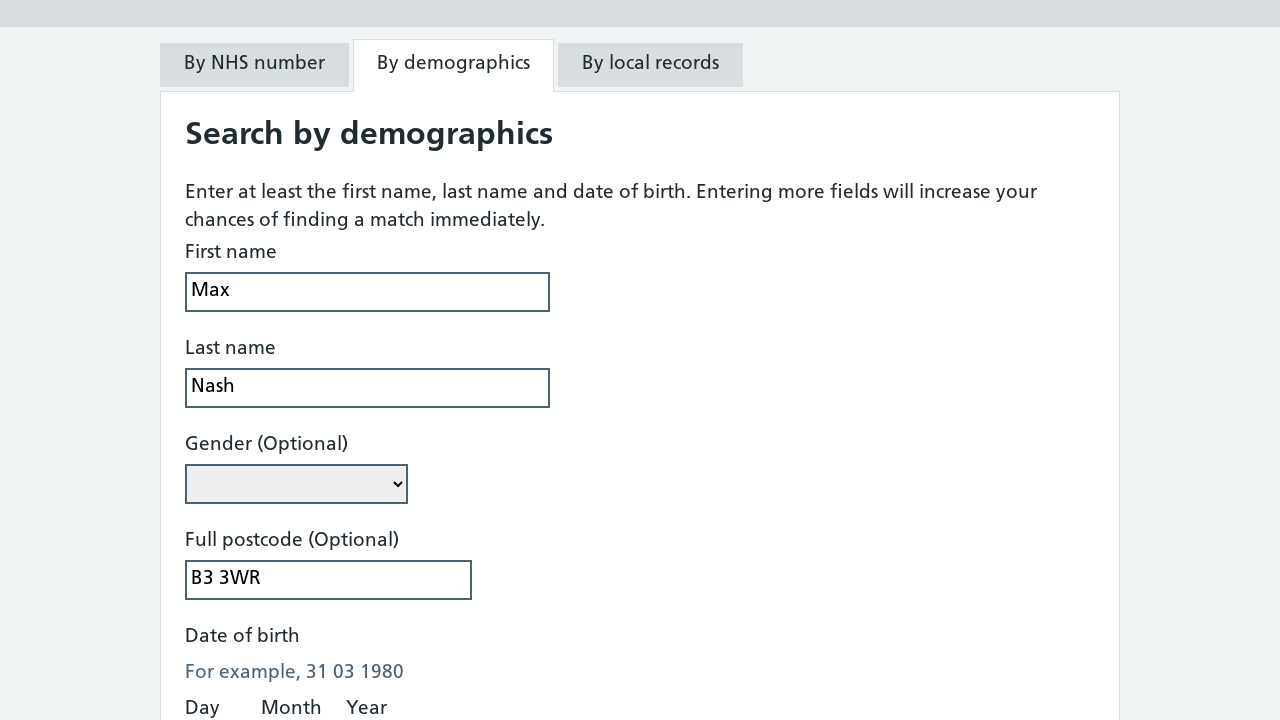 By NHS number
By demographics
By local records
Search by demographics
Enter at least the first name, last name and date of birth. Entering more fields will increase your
chances of finding a match immediately.
First name
Max
Last name
Nash
Gender (Optional)
Full postcode (Optional)
B3 3WR
Date of birth
For example, 31 03 1980
Day Month Year